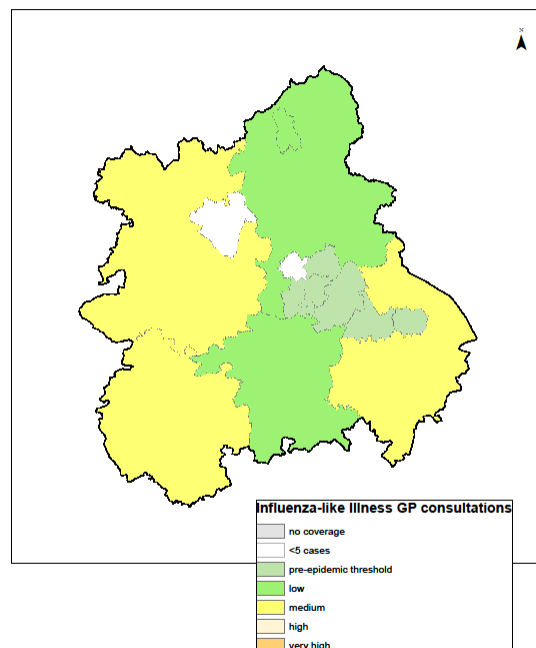 N
Influenza-like Illness GP consultations
no coverage
<5 cases
pre-epidemic threshold
low
medium
high
very high